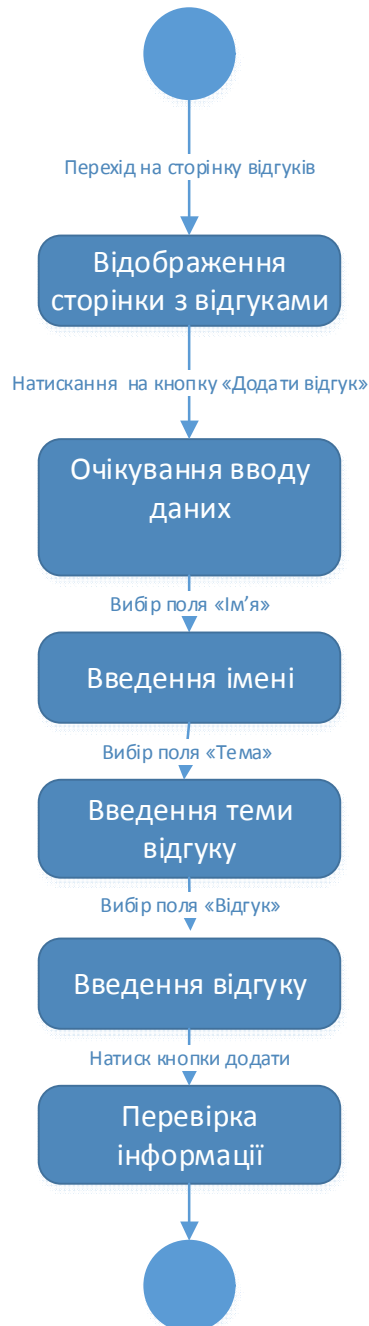 Перехід на сторінку відгуків
Відображення
сторінки з відгуками
Натискання на кнопку «Додати відгук»
Очікування вводу
даних
Вибір поля «Ім’я»
Введення імені
Вибір поля «Тема»
Введення теми
відгуку
Вибір поля «Відгук»
Введення відгуку
Натиск кнопки додати
Перевірка
інформації